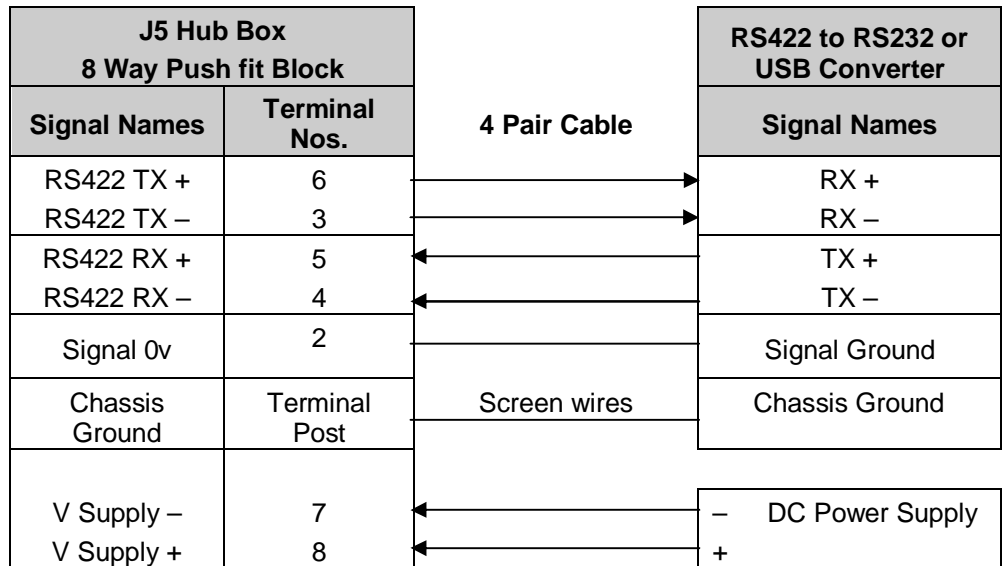 J5 Hub Box
8 Way Push fit Block
RS422 to RS232 or
USB Converter
Signal Names
Terminal
Nos.
4 Pair Cable
Signal Names
RS422 TX + 6 RX +
RS422 TX – 3 RX –
RS422 RX + 5 TX +
RS422 RX – 4 TX –
Signal 0v 2 Signal Ground
Chassis
Ground
Terminal
Post
Screen wires
Chassis Ground
V Supply – 7 – DC Power Supply
V Supply + 8 +